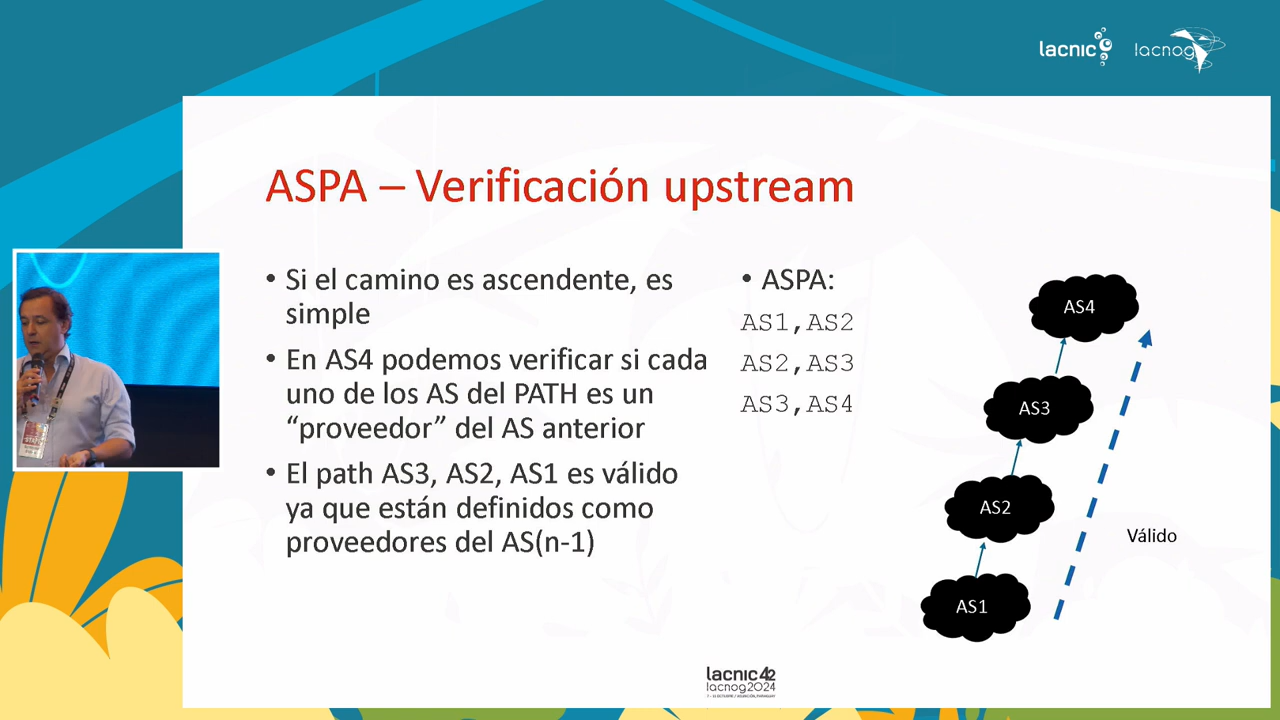 lacnic
lacnog
ASPA – Verificación upstream
• Si el camino es ascendente, es
simple
• En AS4 podemos verificar si cada
uno de los AS del PATH es un
“proveedor” del AS anterior
• El path AS3, AS2, AS1 es válido
ya que están definidos como
proveedores del AS(n-1)
• ASPA:
AS1,AS2
AS2,AS3
AS3,AS4
AS4
AS3
AS2
AS1
Válido
lacnic42
lacnog2024